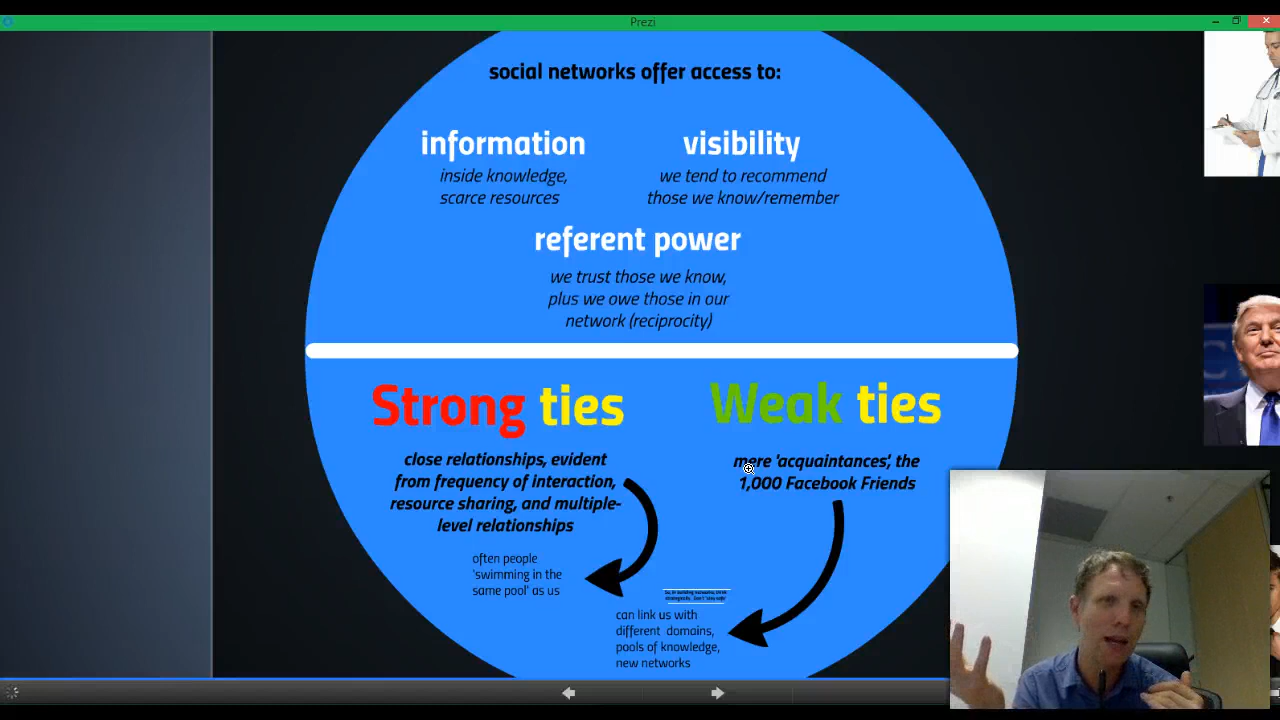 Prezi
social networks offer access to:
information
inside knowledge,
scarce resources
visibility
we tend to recommend
those we know/remember
referent power
we trust those we know,
plus we owe those in our
network (reciprocity)
Strong ties
close relationships, evident
from frequency of interaction,
resource sharing, and multiple-
level relationships
often people
'swimming in the
same pool' as us
Weak ties
mere 'acquaintances', the
1,000 Facebook Friends
can link us with
different domains,
pools of knowledge,
new networks